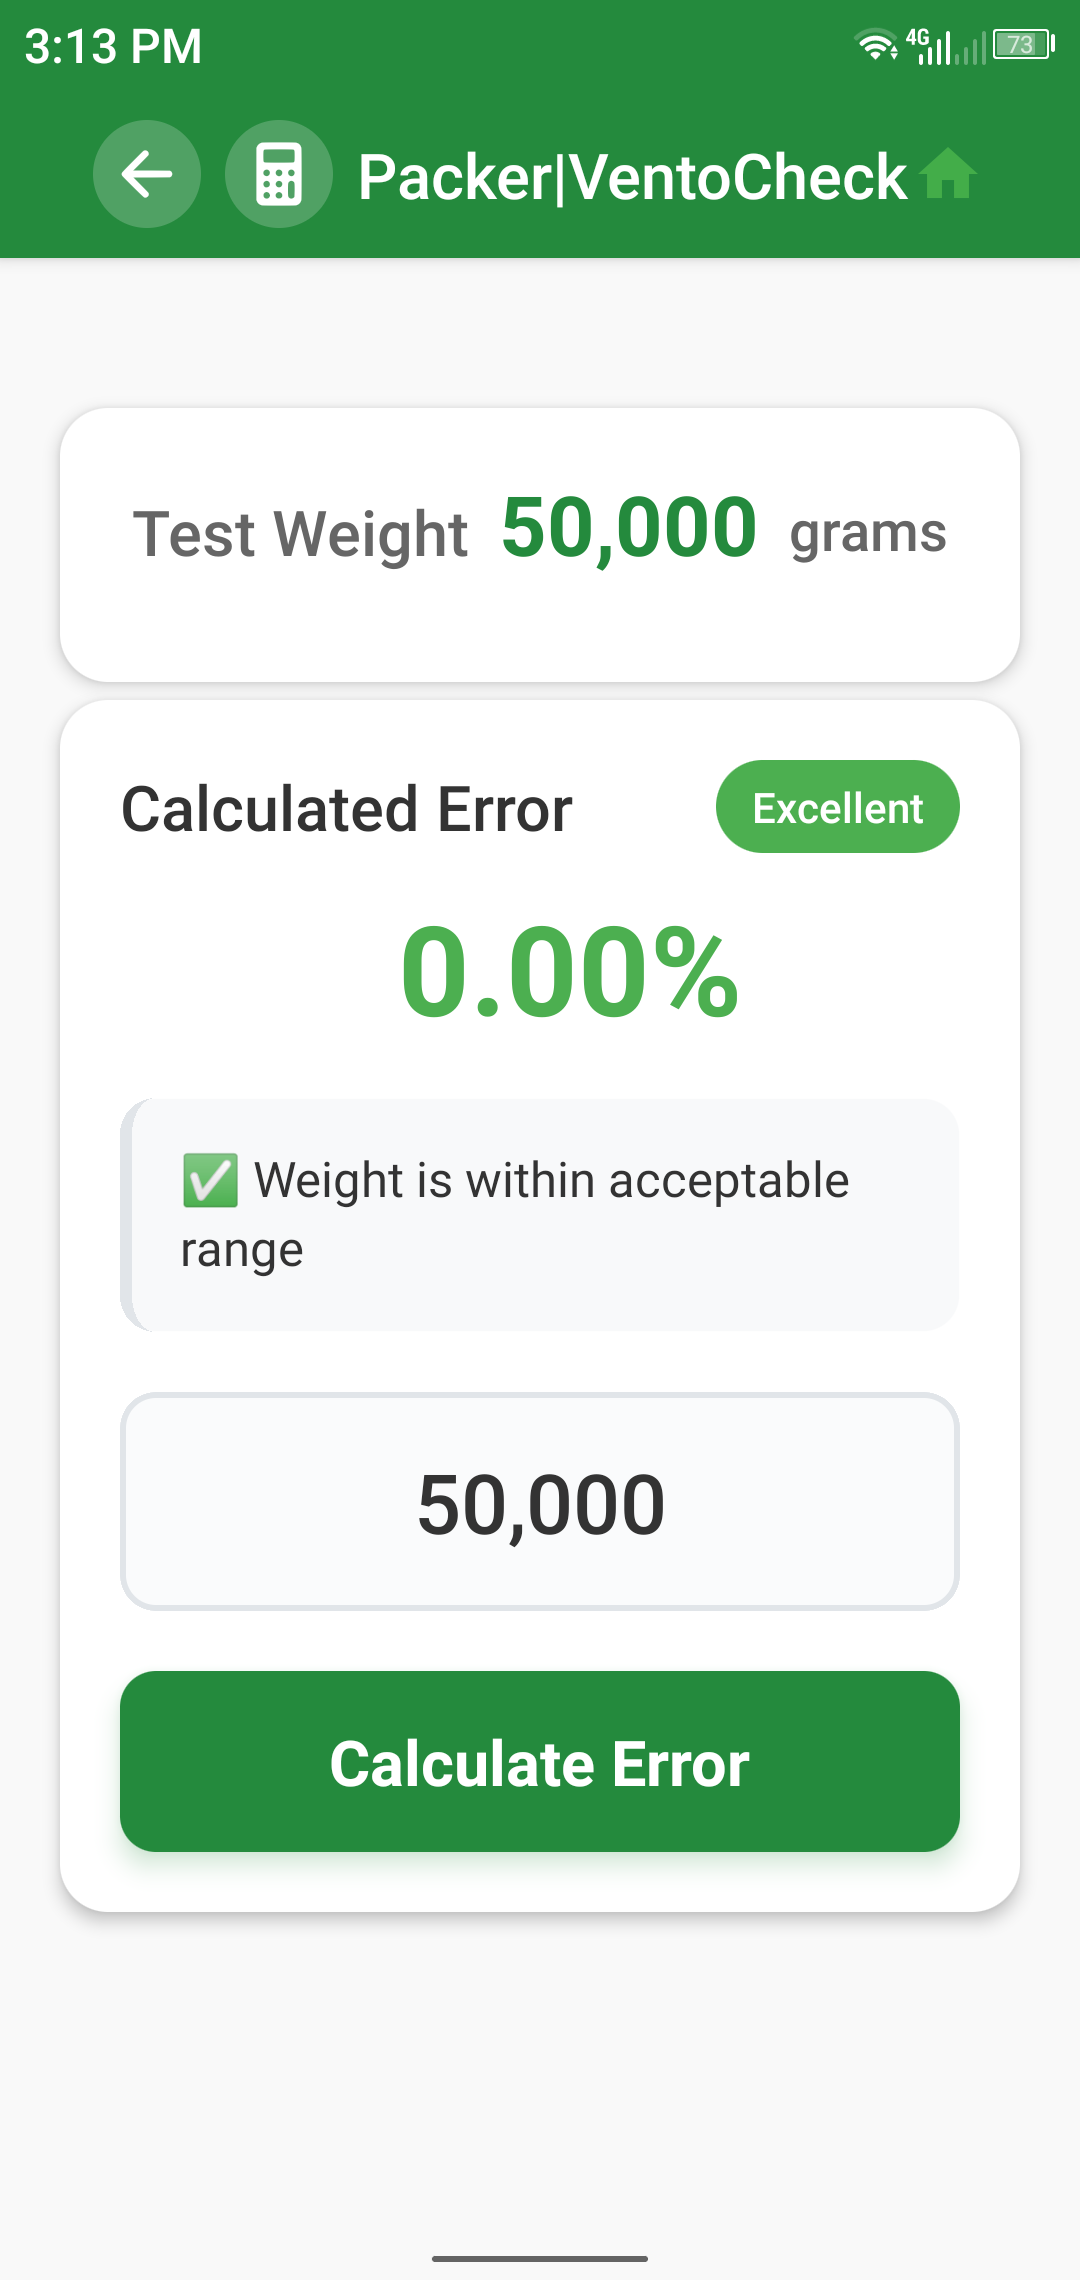 3:13 PM
4G
73
Packer|VentoCheck
Test Weight 50,000 grams
Calculated Error
Excellent
0.00%
✅ Weight is within acceptable
range
50,000
Calculate Error